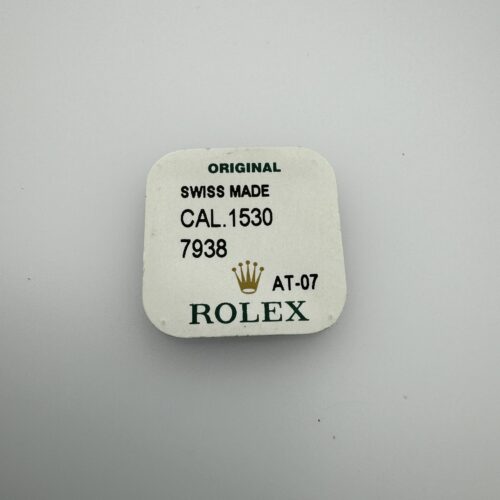 ORIGINAL
SWISS MADE
CAL.1530
7938
AT-07
ROLEX